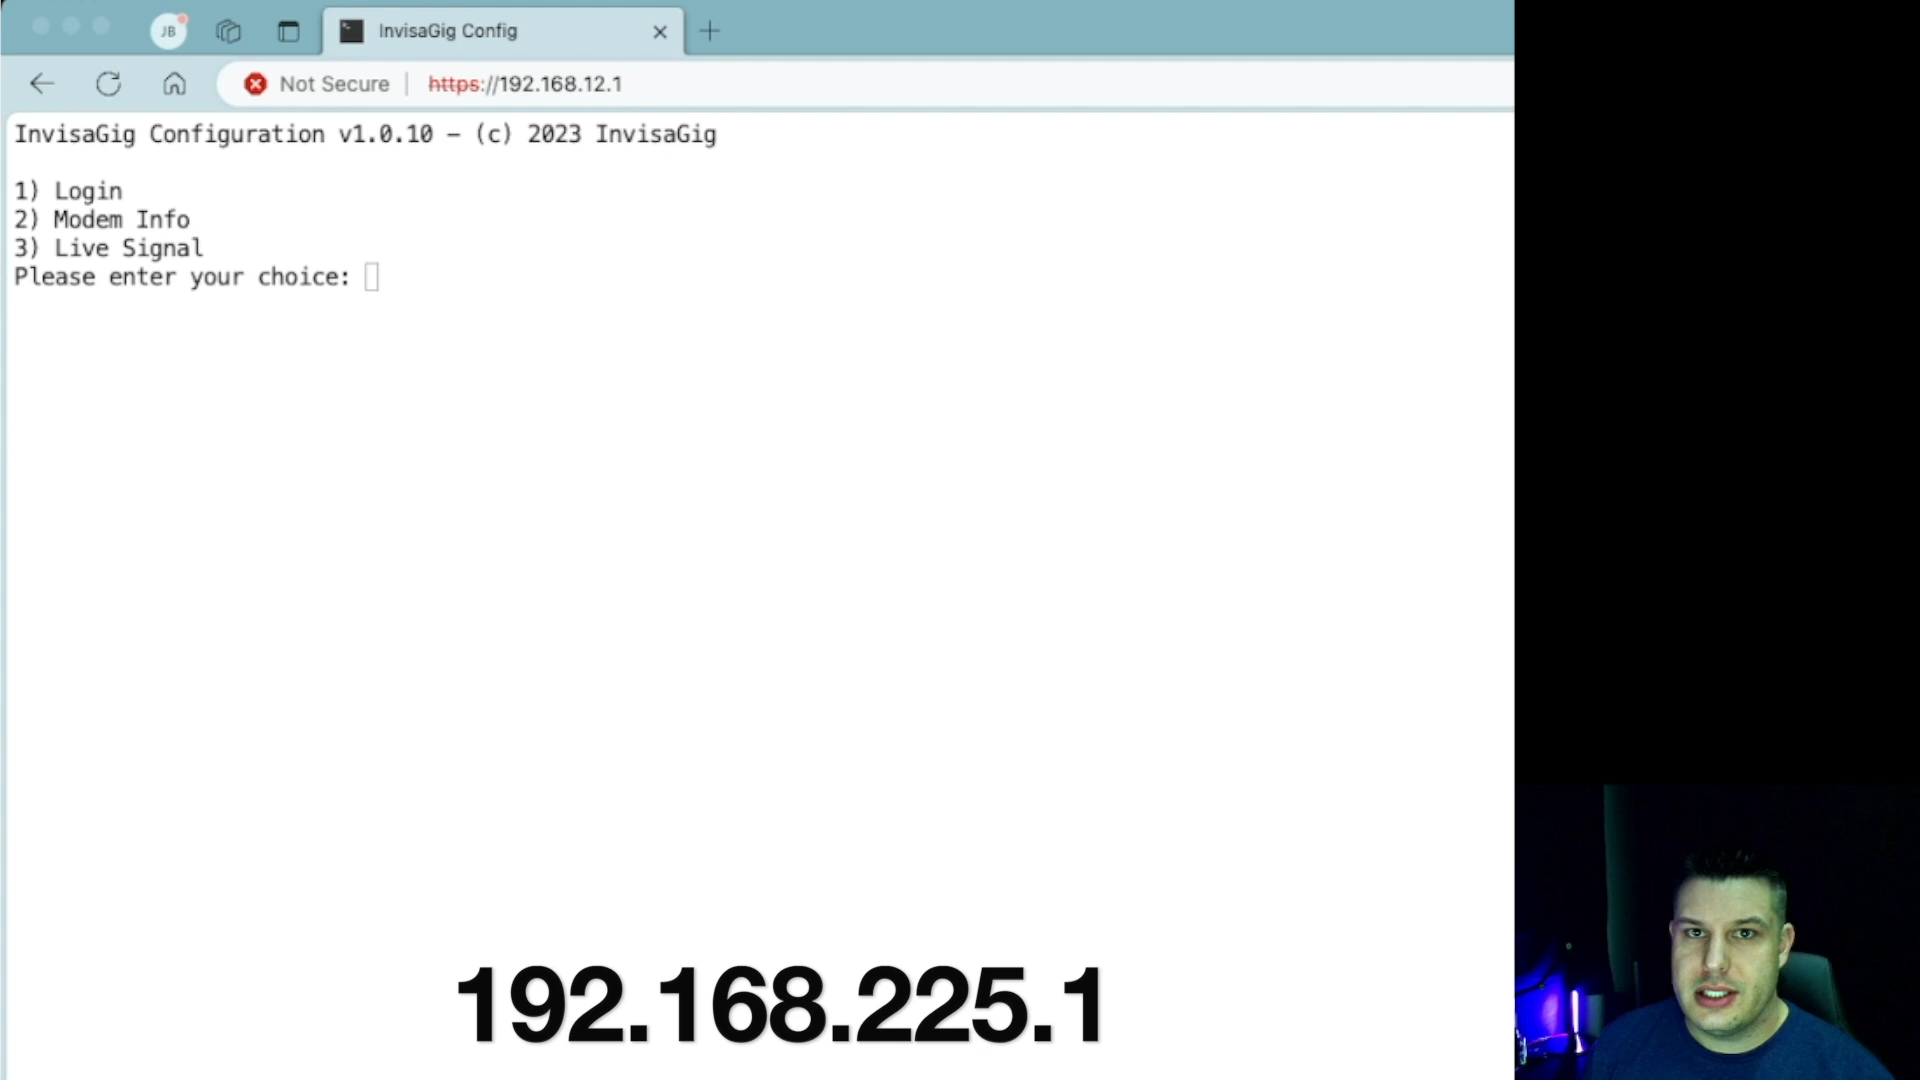 JB
InvisaGig Config
Not Secure
https://192.168.12.1
InvisaGig Configuration v1.0.10 – (c) 2023 InvisaGig
1) Login
2) Modem Info
3) Live Signal
Please enter your choice:
192.168.225.1